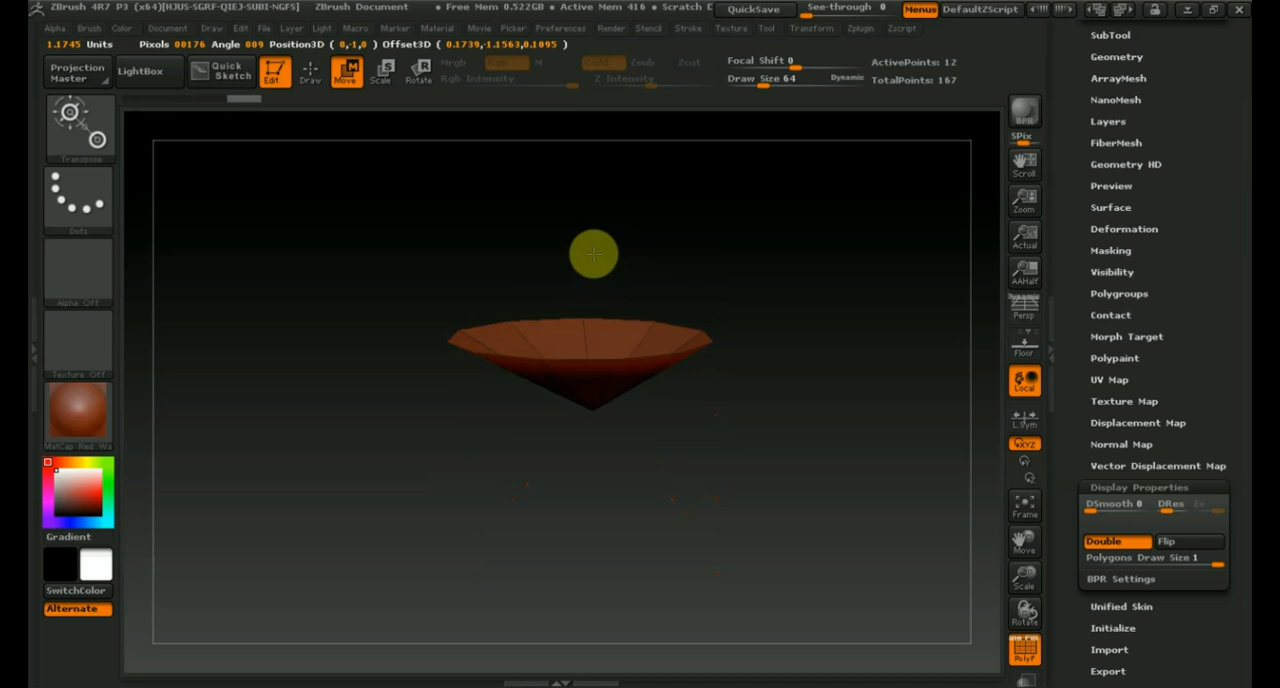 ZBrush 4R7 P3 (x64)[HJUS-SGRF-QIEJ-SUBI-NGFS] ZBrush Document • Free Mem 0.522GB • Active Mem 416 • Scratch D QuickSave See-through 0 Menus DefaultZScript
Alpha Brush Color Document Draw Edit File Layer Light Macro Marker Material Movie Picker Preferences Render Stencil Stroke Texture Tool Transform Zplugin Zscript
1.1745 Units Pixols 00176 Angle 009 Position3D ( 0,-1,0 ) Offset3D ( 0.1739,-1.1563,0.1095 )
Projection Master
LightBox
Quick Sketch
Edit
Draw
Move
Scale
Rotate
Mrgb
Rgb
M
Zadd
Zsub
Zcut
Rgb Intensity
Z Intensity
Focal Shift 0
Draw Size 64
Dynamic
ActivePoints: 12
TotalPoints: 167
Transpose
Dots
Alpha Off
Texture Off
MatCap Red Wa
Gradient
SwitchColor
Alternate
BPR
SPix
Scroll
Zoom
Actual
AAHalf
Dynamic
Persp
Floor
Local
L.Sym
XYZ
Frame
Move
Scale
Rotate
PolyF
SubTool
Geometry
ArrayMesh
NanoMesh
Layers
FiberMesh
Geometry HD
Preview
Surface
Deformation
Masking
Visibility
Polygroups
Contact
Morph Target
Polypaint
UV Map
Texture Map
Displacement Map
Normal Map
Vector Displacement Map
Display Properties
DSmooth 0 DRes Es
Double Flip
Polygons Draw Size 1
BPR Settings
Unified Skin
Initialize
Import
Export